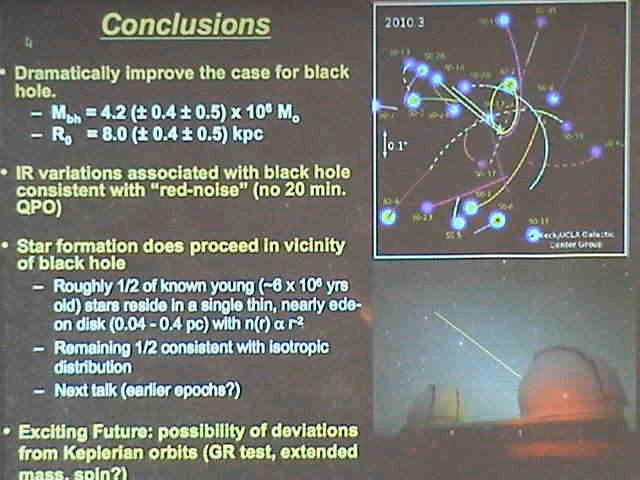 Conclusions
• Dramatically improve the case for black
hole.
– Mbh = 4.2 (± 0.4 ± 0.5) x 10⁶ Mo
– R₀ = 8.0 (± 0.4 ± 0.5) kpc
• IR variations associated with black hole
consistent with "red-noise" (no 20 min.
QPO)
• Star formation does proceed in vicinity
of black hole
– Roughly 1/2 of known young (~6 x 10⁶ yrs
old) stars reside in a single thin, nearly ede-
on disk (0.04 - 0.4 pc) with n(r) α r⁻²
– Remaining 1/2 consistent with isotropic
distribution
– Next talk (earlier epochs?)
• Exciting Future: possibility of deviations
from Keplerian orbits (GR test, extended
mass, spin?)
2010.3
0.1"
Keck/UCLA Galactic
Center Group